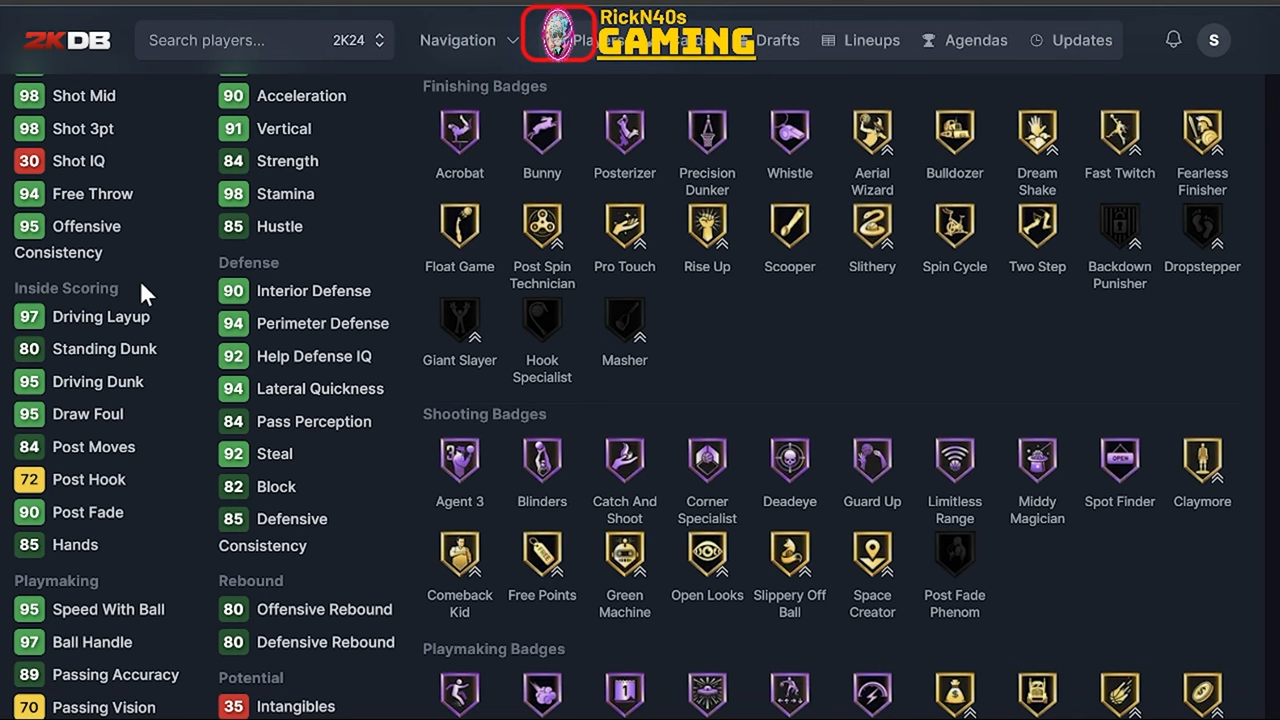 2KDB
Search players...
2K24
Navigation
RickN40s
GAMING
Drafts
Lineups
Agendas
Updates
S
98 Shot Mid
98 Shot 3pt
30 Shot IQ
94 Free Throw
95 Offensive
Consistency
Inside Scoring
97 Driving Layup
80 Standing Dunk
95 Driving Dunk
95 Draw Foul
84 Post Moves
72 Post Hook
90 Post Fade
85 Hands
Playmaking
95 Speed With Ball
97 Ball Handle
89 Passing Accuracy
70 Passing Vision
90 Acceleration
91 Vertical
84 Strength
98 Stamina
85 Hustle
Defense
90 Interior Defense
94 Perimeter Defense
92 Help Defense IQ
94 Lateral Quickness
84 Pass Perception
92 Steal
82 Block
85 Defensive
Consistency
Rebound
80 Offensive Rebound
80 Defensive Rebound
Potential
35 Intangibles
Finishing Badges
Acrobat
Bunny
Posterizer
Precision
Dunker
Whistle
Aerial
Wizard
Bulldozer
Dream
Shake
Fast Twitch
Fearless
Finisher
Float Game
Post Spin
Technician
Pro Touch
Rise Up
Scooper
Slithery
Spin Cycle
Two Step
Backdown
Punisher
Dropstepper
Giant Slayer
Hook
Specialist
Masher
Shooting Badges
3
Agent 3
Blinders
Catch And
Shoot
Corner
Specialist
Deadeye
Guard Up
Limitless
Range
Middy
Magician
OPEN
Spot Finder
Claymore
Comeback
Kid
Free Points
Green
Machine
Open Looks
Slippery Off
Ball
Space
Creator
Post Fade
Phenom
Playmaking Badges
1